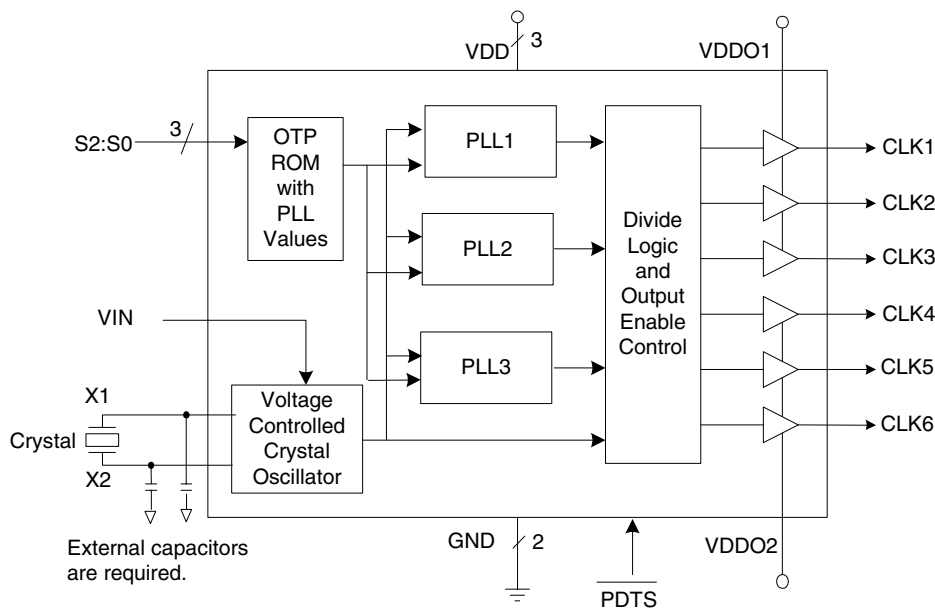 VDD
3
VDDO1
S2:S0
3
OTP
ROM
with
PLL
Values
PLL1
PLL2
PLL3
Divide
Logic
and
Output
Enable
Control
CLK1
CLK2
CLK3
CLK4
CLK5
CLK6
VIN
X1
Crystal
X2
Voltage
Controlled
Crystal
Oscillator
External capacitors
are required.
GND
2
PDTS
VDDO2